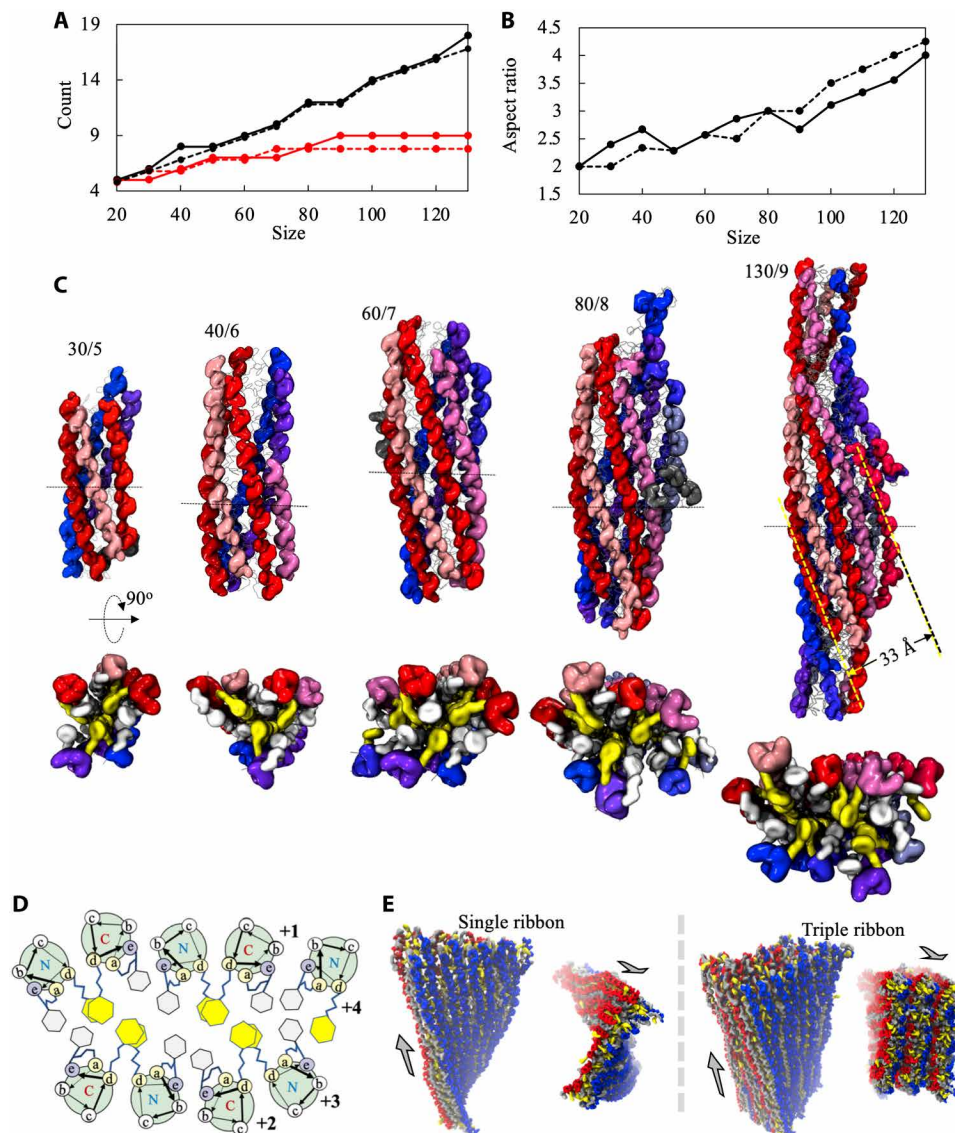 A
19
14
9
4
Count
20 40 60 80 100 120
Size
B
4.5
4
3.5
3
2.5
2
1.5
Aspect ratio
20 40 60 80 100 120
Size
C
30/5
40/6
60/7
80/8
130/9
90°
33 Å
D
c c c c
b C b b N b C b +1 c
e e e e b N
N d a d d a
a d a +4
e a d a d e a d a d e
b C N b b C N b +3
c c c +2 c
E
Single ribbon
Triple ribbon